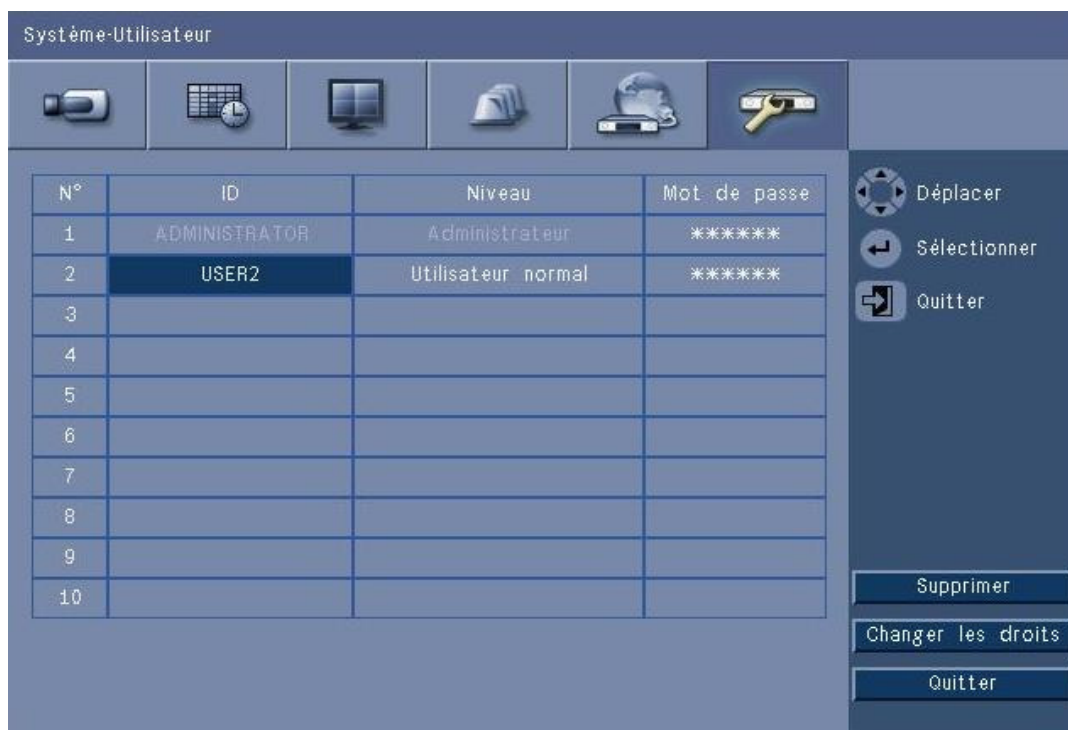 Système-Utilisateur
N° ID Niveau Mot de passe
1 ADMINISTRATOR Administrateur ******
2 USER2 Utilisateur normal ******
3
4
5
6
7
8
9
10
Déplacer
Sélectionner
Quitter
Supprimer
Changer les droits
Quitter